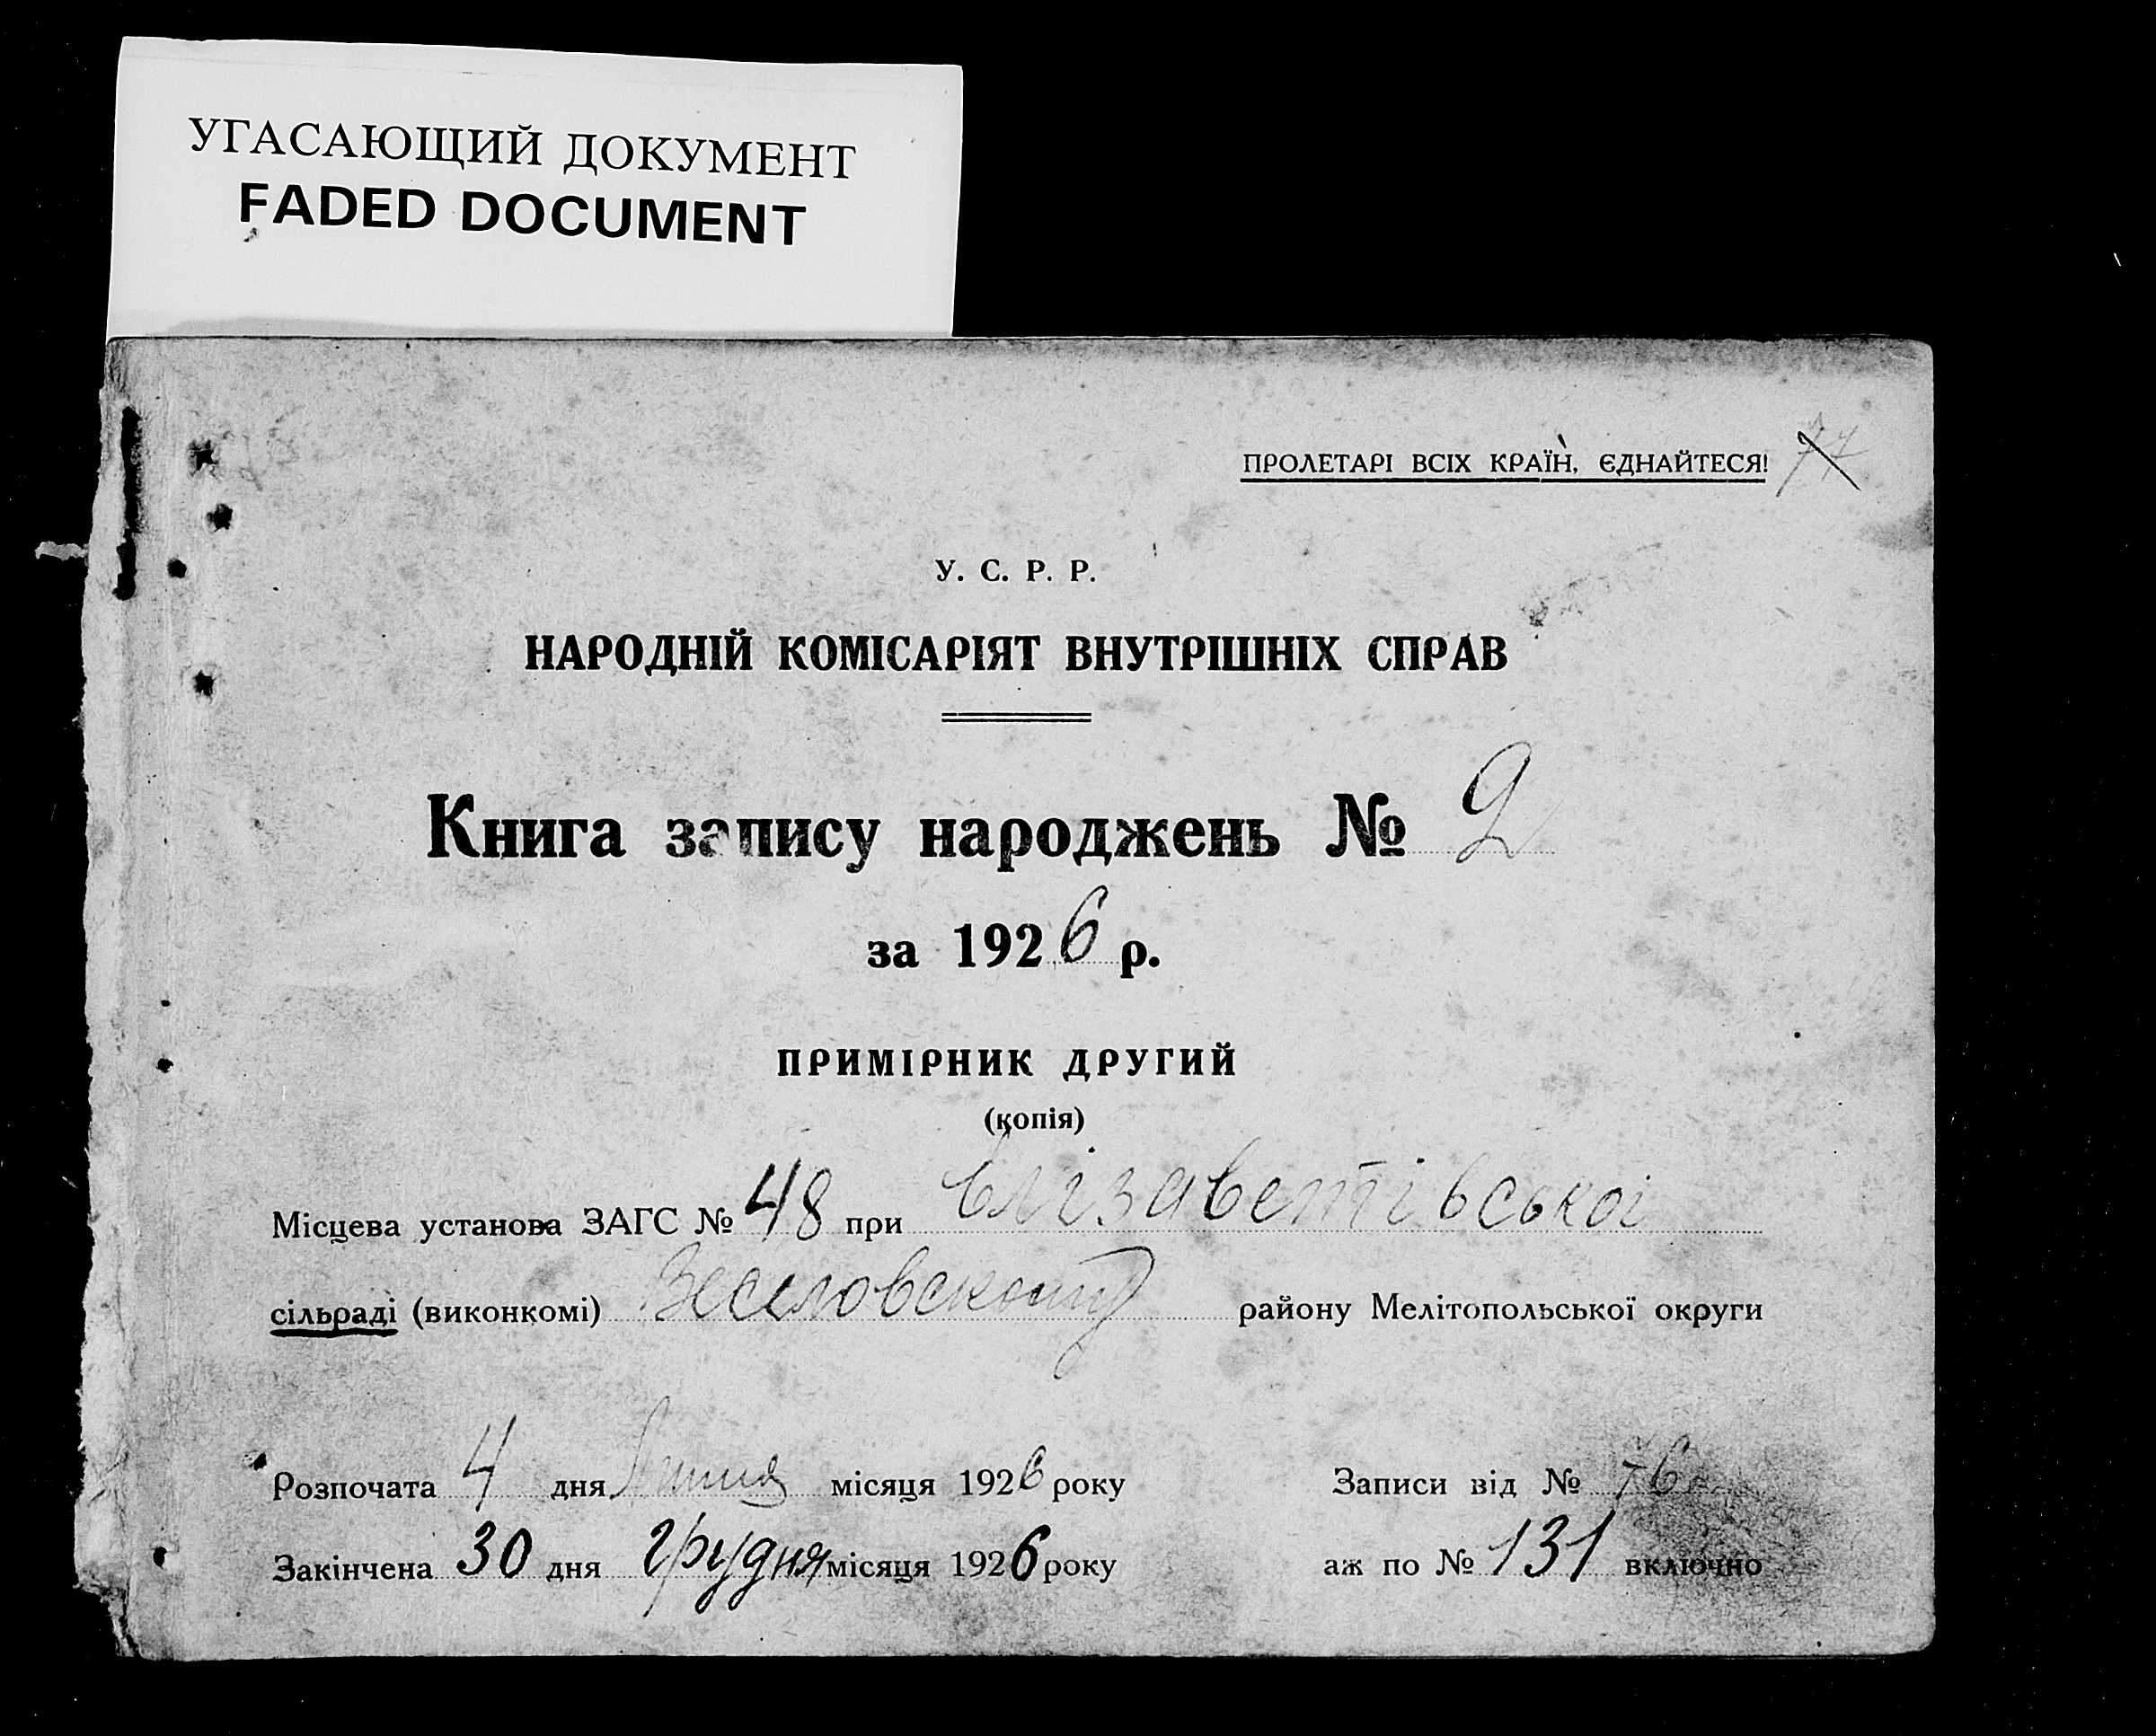 УГАСАЮЩИЙ ДОКУМЕНТ
FADED DOCUMENT
ПРОЛЕТАРІ ВСІХ КРАЇН, ЄДНАЙТЕСЯ! 77
У. С. Р. Р.
НАРОДНІЙ КОМІСАРІЯТ ВНУТРІШНІХ СПРАВ
Книга запису народжень № 2
за 1926 р.
ПРИМІРНИК ДРУГИЙ
(копія)
Місцева установа ЗАГС № 48 при Єлізаветівської
сільраді (виконкомі) Веселовському району Мелітопольської округи
Розпочата 4 дня Липня місяця 1926 року Записи від № 76
Закінчена 30 дня Грудня місяця 1926 року аж по № 131 включно